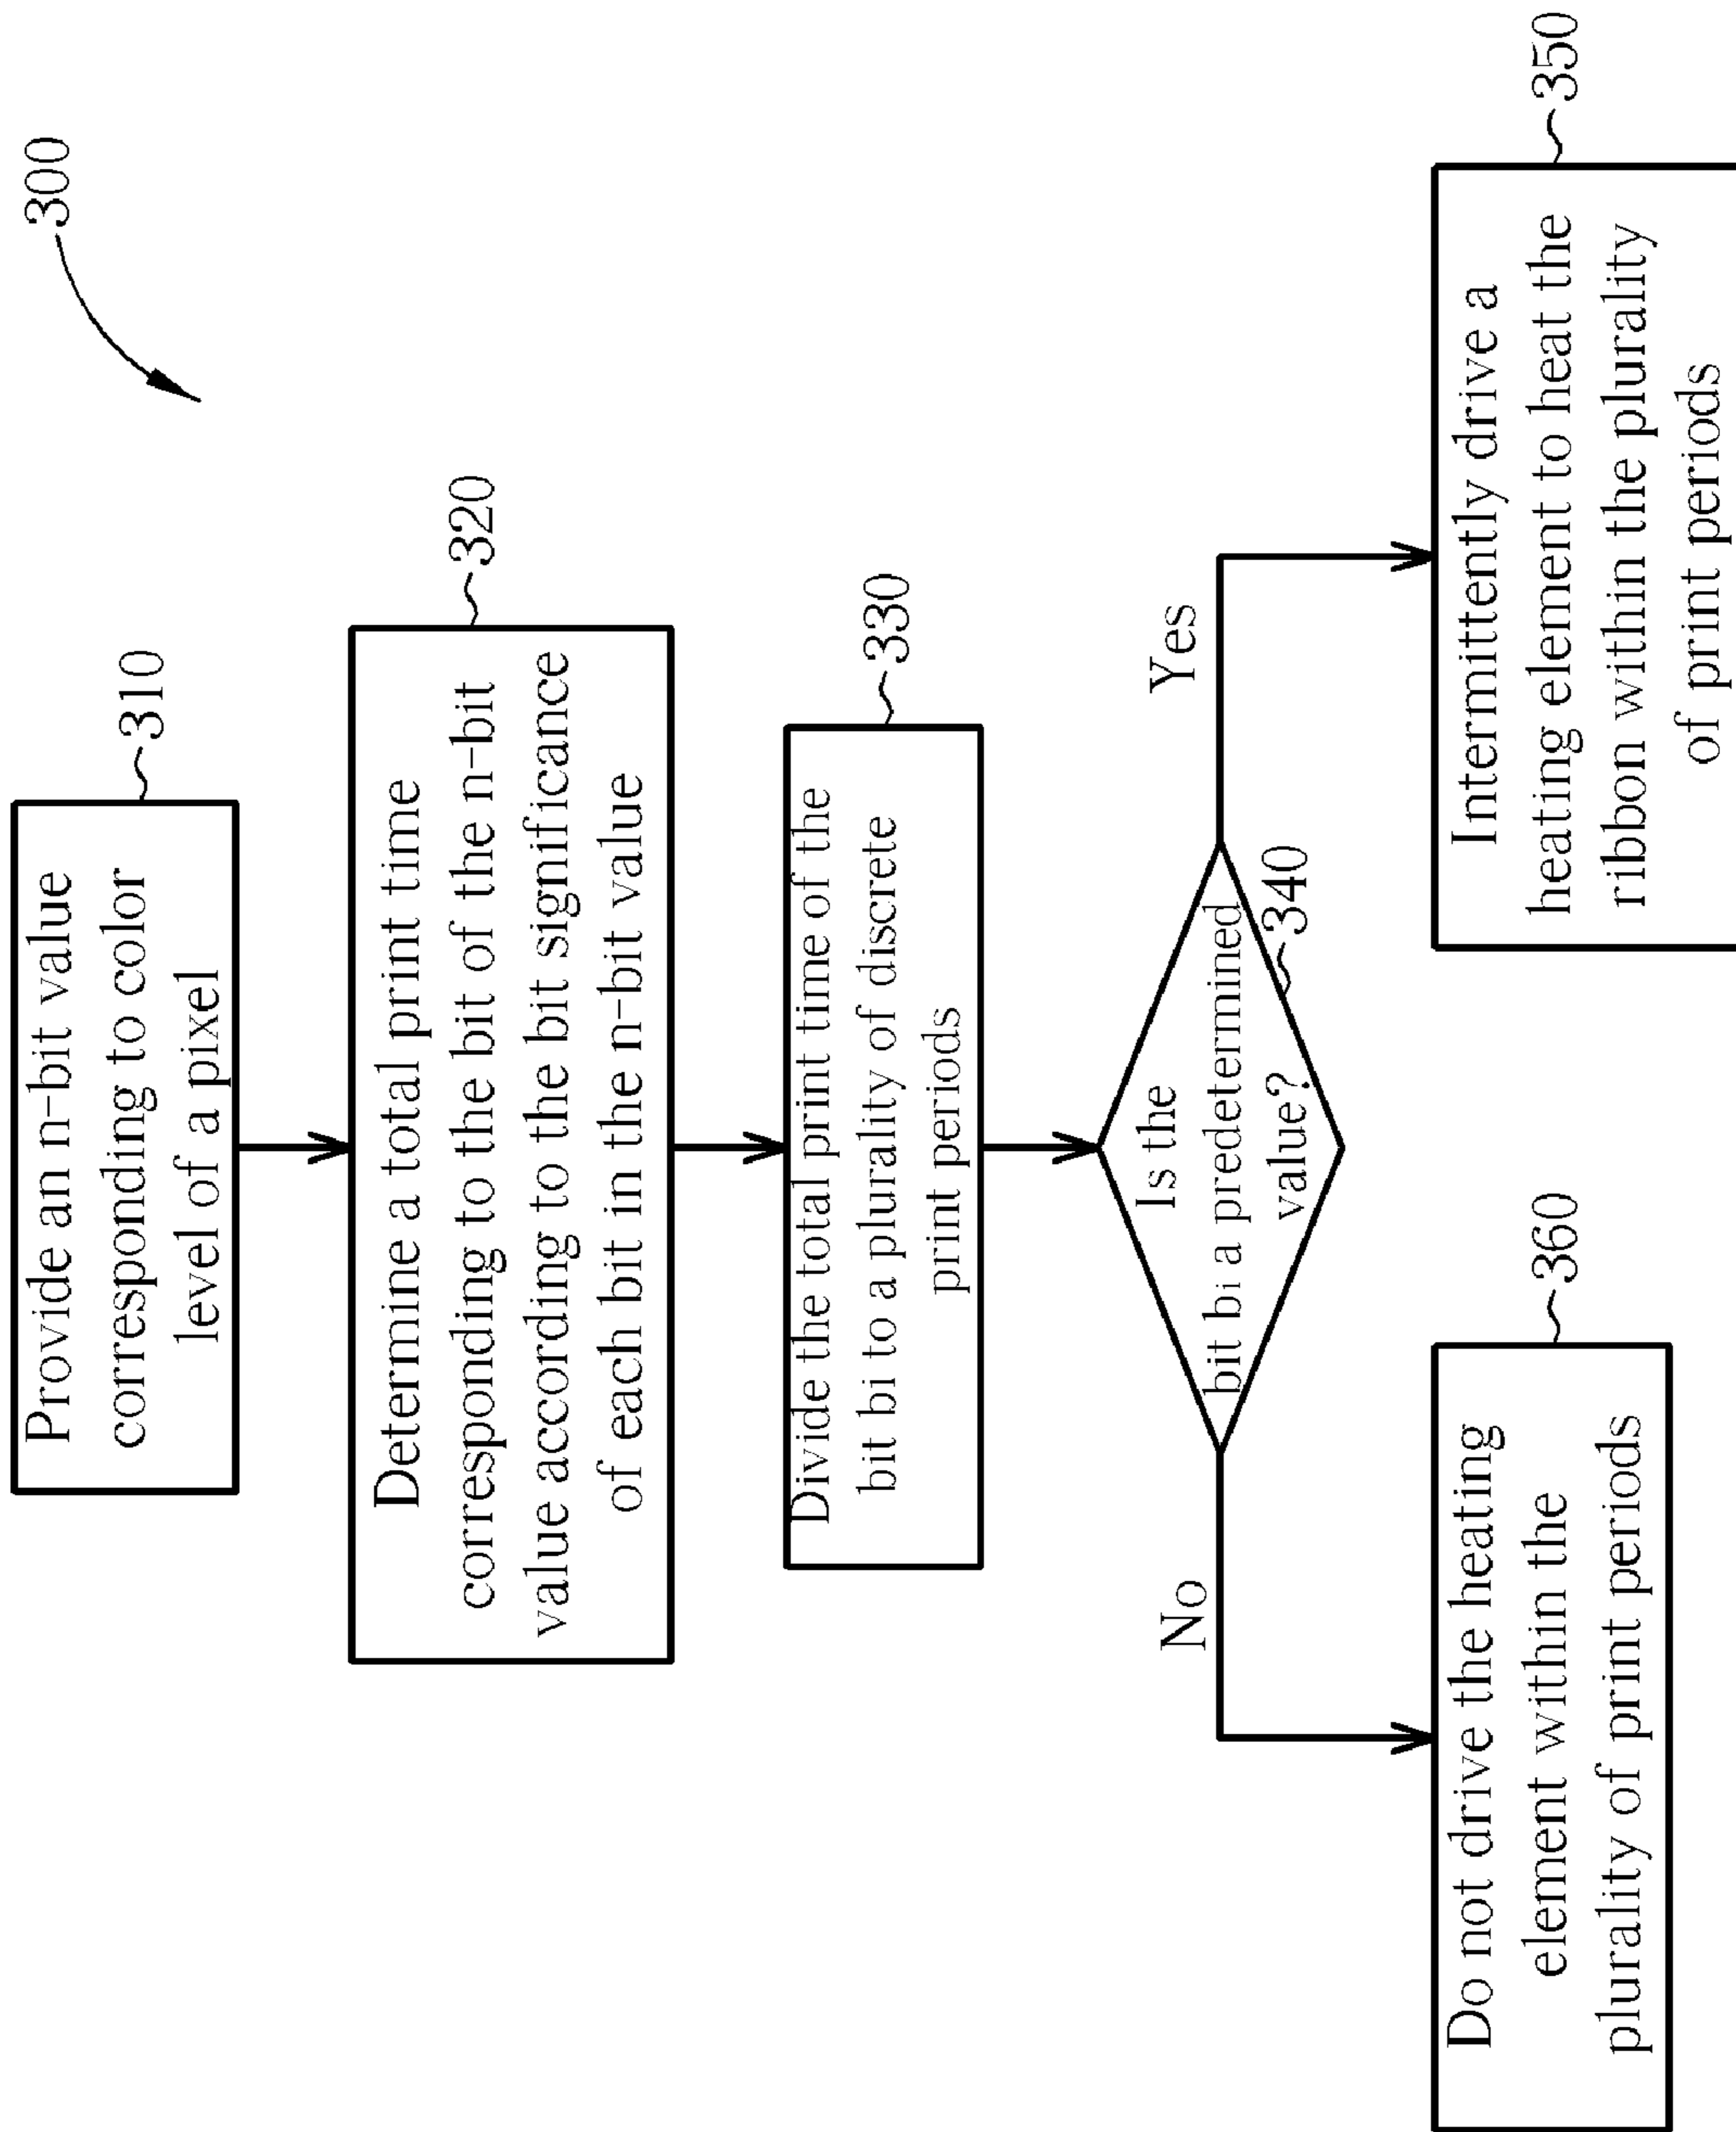 300
Provide an n-bit value
corresponding to color
level of a pixel
310
Determine a total print time
corresponding to the bit of the n-bit
value according to the bit significance
of each bit in the n-bit value
320
Divide the total print time of the
bit bi to a plurality of discrete
print periods
330
Is the
bit bi a predetermined
value?
340
No
Yes
Do not drive the heating
element within the
plurality of print periods
360
Intermittently drive a
heating element to heat the
ribbon within the plurality
of print periods
350